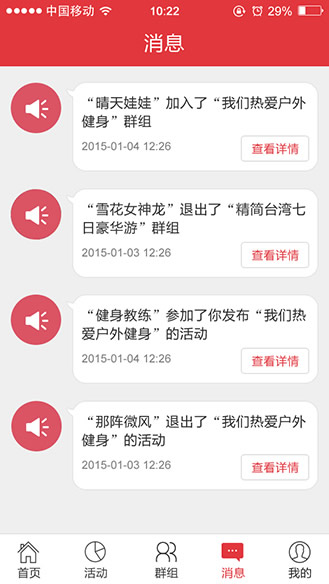 中国移动 10:22 29%
消息
“晴天娃娃”加入了“我们热爱户外
健身”群组
2015-01-04 12:26
查看详情
“雪花女神龙”退出了“精简台湾七
日豪华游”群组
2015-01-03 12:26
查看详情
“健身教练”参加了你发布“我们热
爱户外健身”的活动
2015-01-04 12:26
查看详情
“那阵微风”退出了“我们热爱户外
健身”的活动
2015-01-03 12:26
查看详情
首页 活动 群组 消息 我的